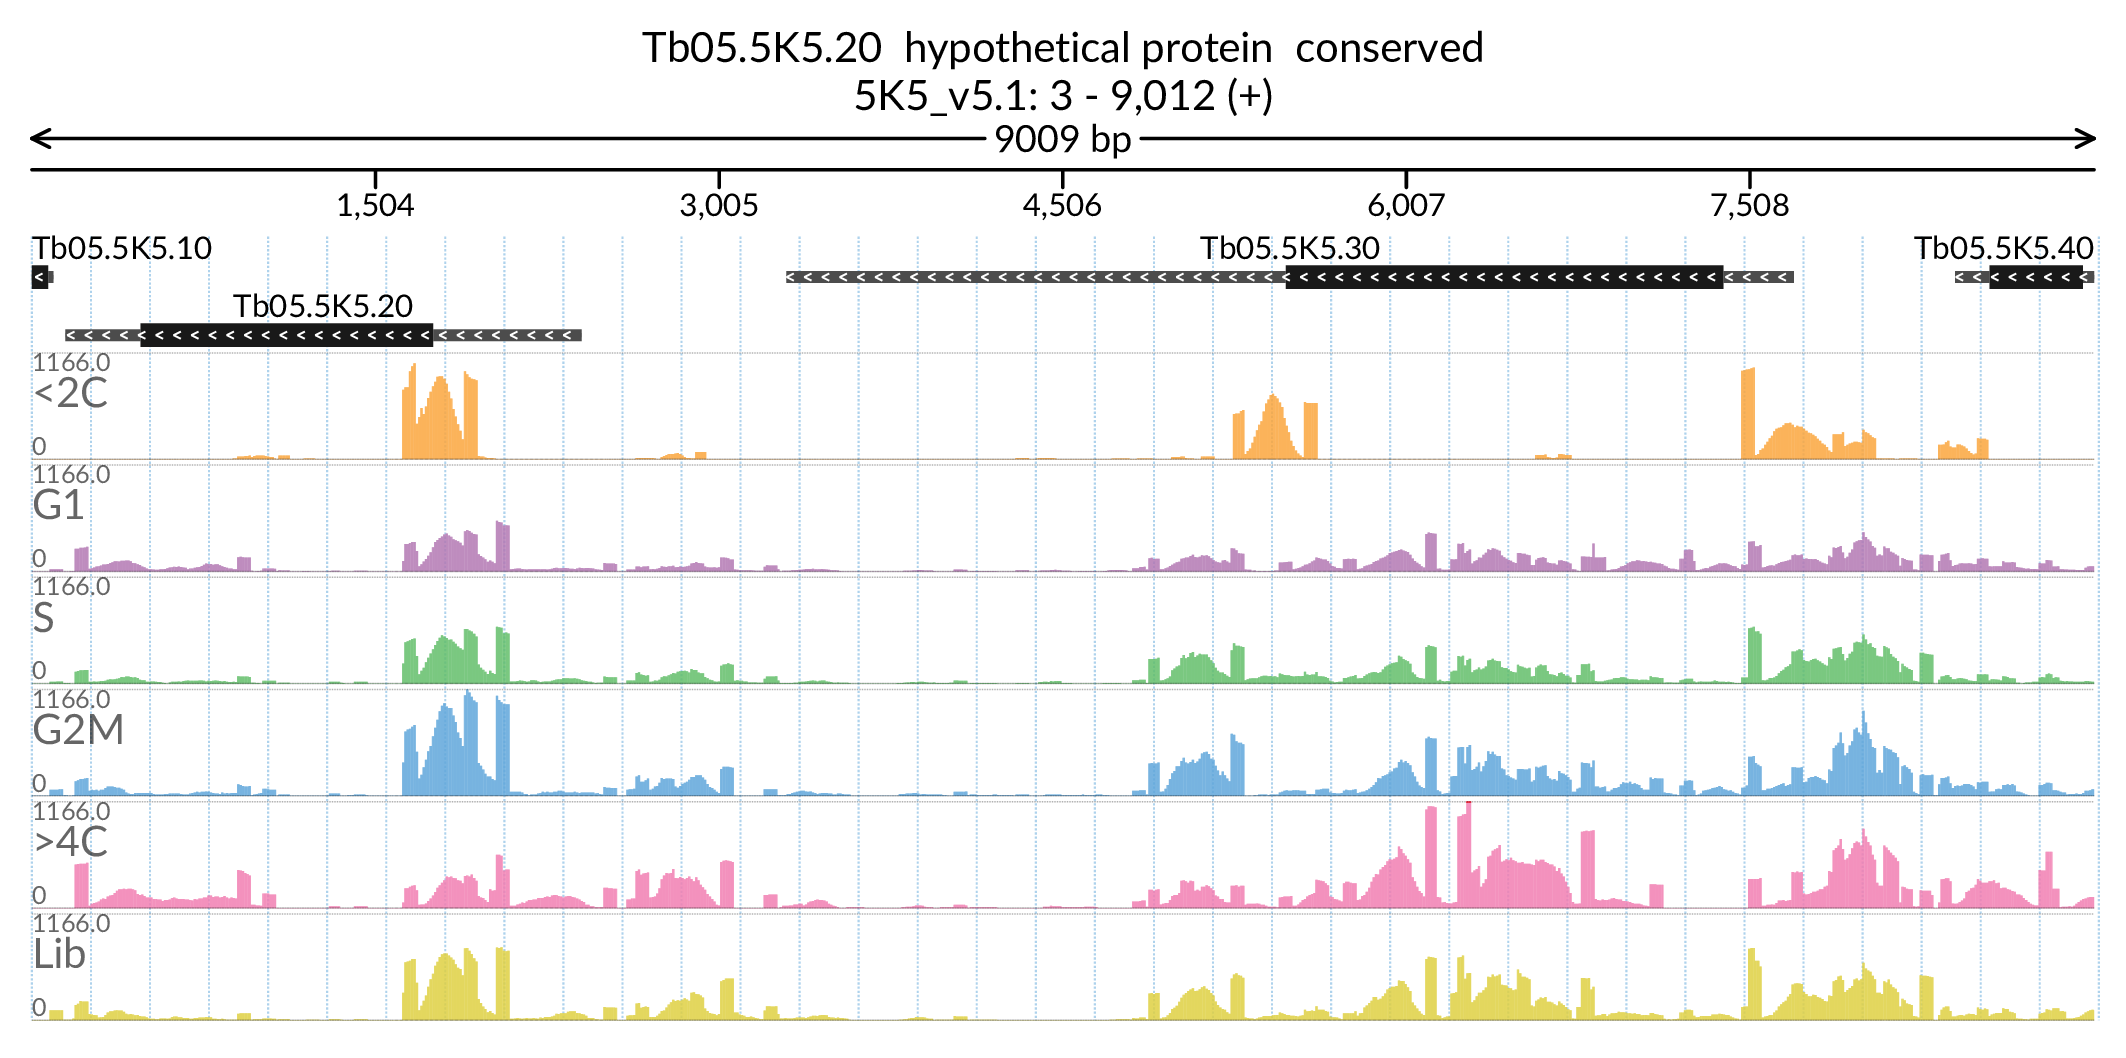 Tb05.5K5.20 hypothetical protein conserved
5K5_v5.1: 3 - 9,012 (+)
9009 bp
1,504 3,005 4,506 6,007 7,508
Tb05.5K5.10 Tb05.5K5.30 Tb05.5K5.40
Tb05.5K5.20
1166.0
<2C
0
1166.0
G1
0
1166.0
S
0
1166.0
G2M
0
1166.0
>4C
0
1166.0
Lib
0